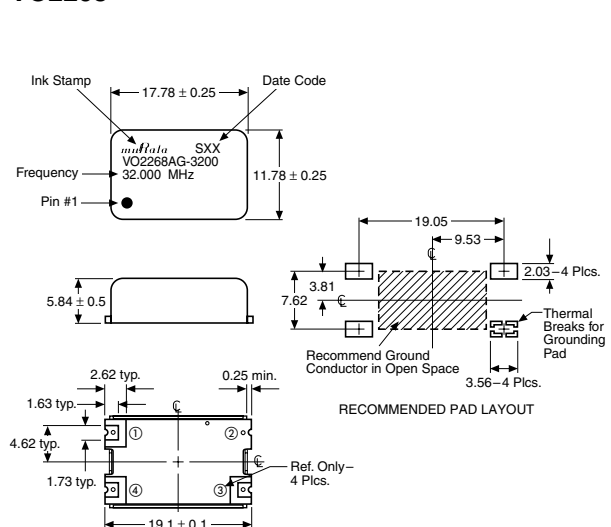 Ink Stamp
Date Code
17.78 ± 0.25
muRata SXX
VO2268AG-3200
32.000 MHz
Frequency
Pin #1
11.78 ± 0.25
5.84 ± 0.5
19.05
9.53
3.81
7.62
2.03–4 Plcs.
Thermal
Breaks for
Grounding
Pad
Recommend Ground
Conductor in Open Space
3.56–4 Plcs.
RECOMMENDED PAD LAYOUT
2.62 typ.
0.25 min.
1.63 typ.
4.62 typ.
1.73 typ.
① ②
④ ③
Ref. Only–
4 Plcs.
19.1 ± 0.1